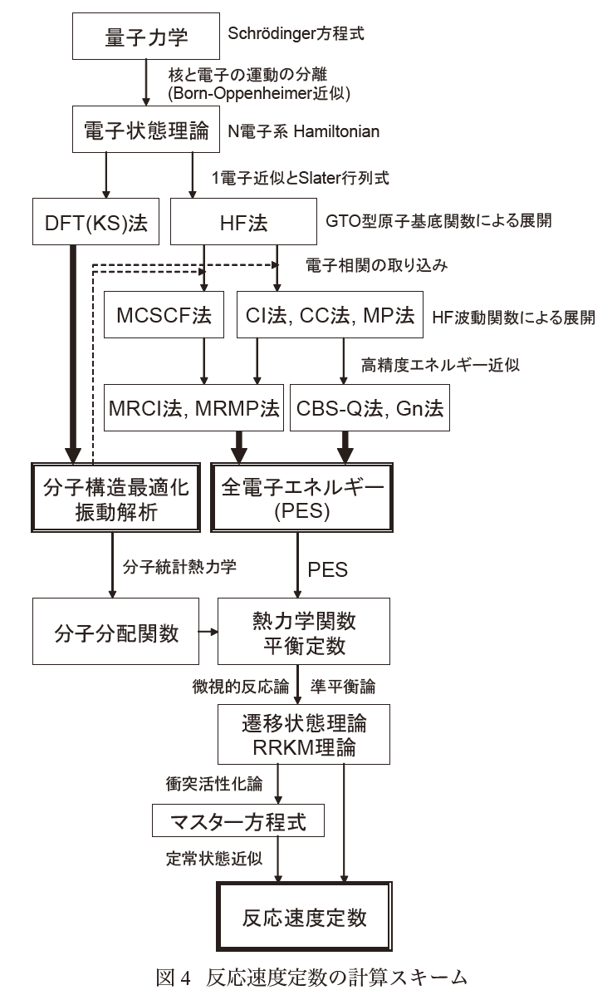 量子力学
Schrödinger方程式
核と電子の運動の分離
(Born-Oppenheimer近似)
電子状態理論
N電子系 Hamiltonian
1電子近似とSlater行列式
DFT(KS)法
HF法
GTO型原子基底関数による展開
電子相関の取り込み
MCSCF法
CI法, CC法, MP法
HF波動関数による展開
高精度エネルギー近似
MRCI法, MRMP法
CBS-Q法, Gn法
分子構造最適化
振動解析
全電子エネルギー
(PES)
分子統計熱力学
PES
分子分配関数
熱力学関数
平衡定数
微視的反応論
準平衡論
遷移状態理論
RRKM理論
衝突活性化論
マスター方程式
定常状態近似
反応速度定数
図 4 反応速度定数の計算スキーム